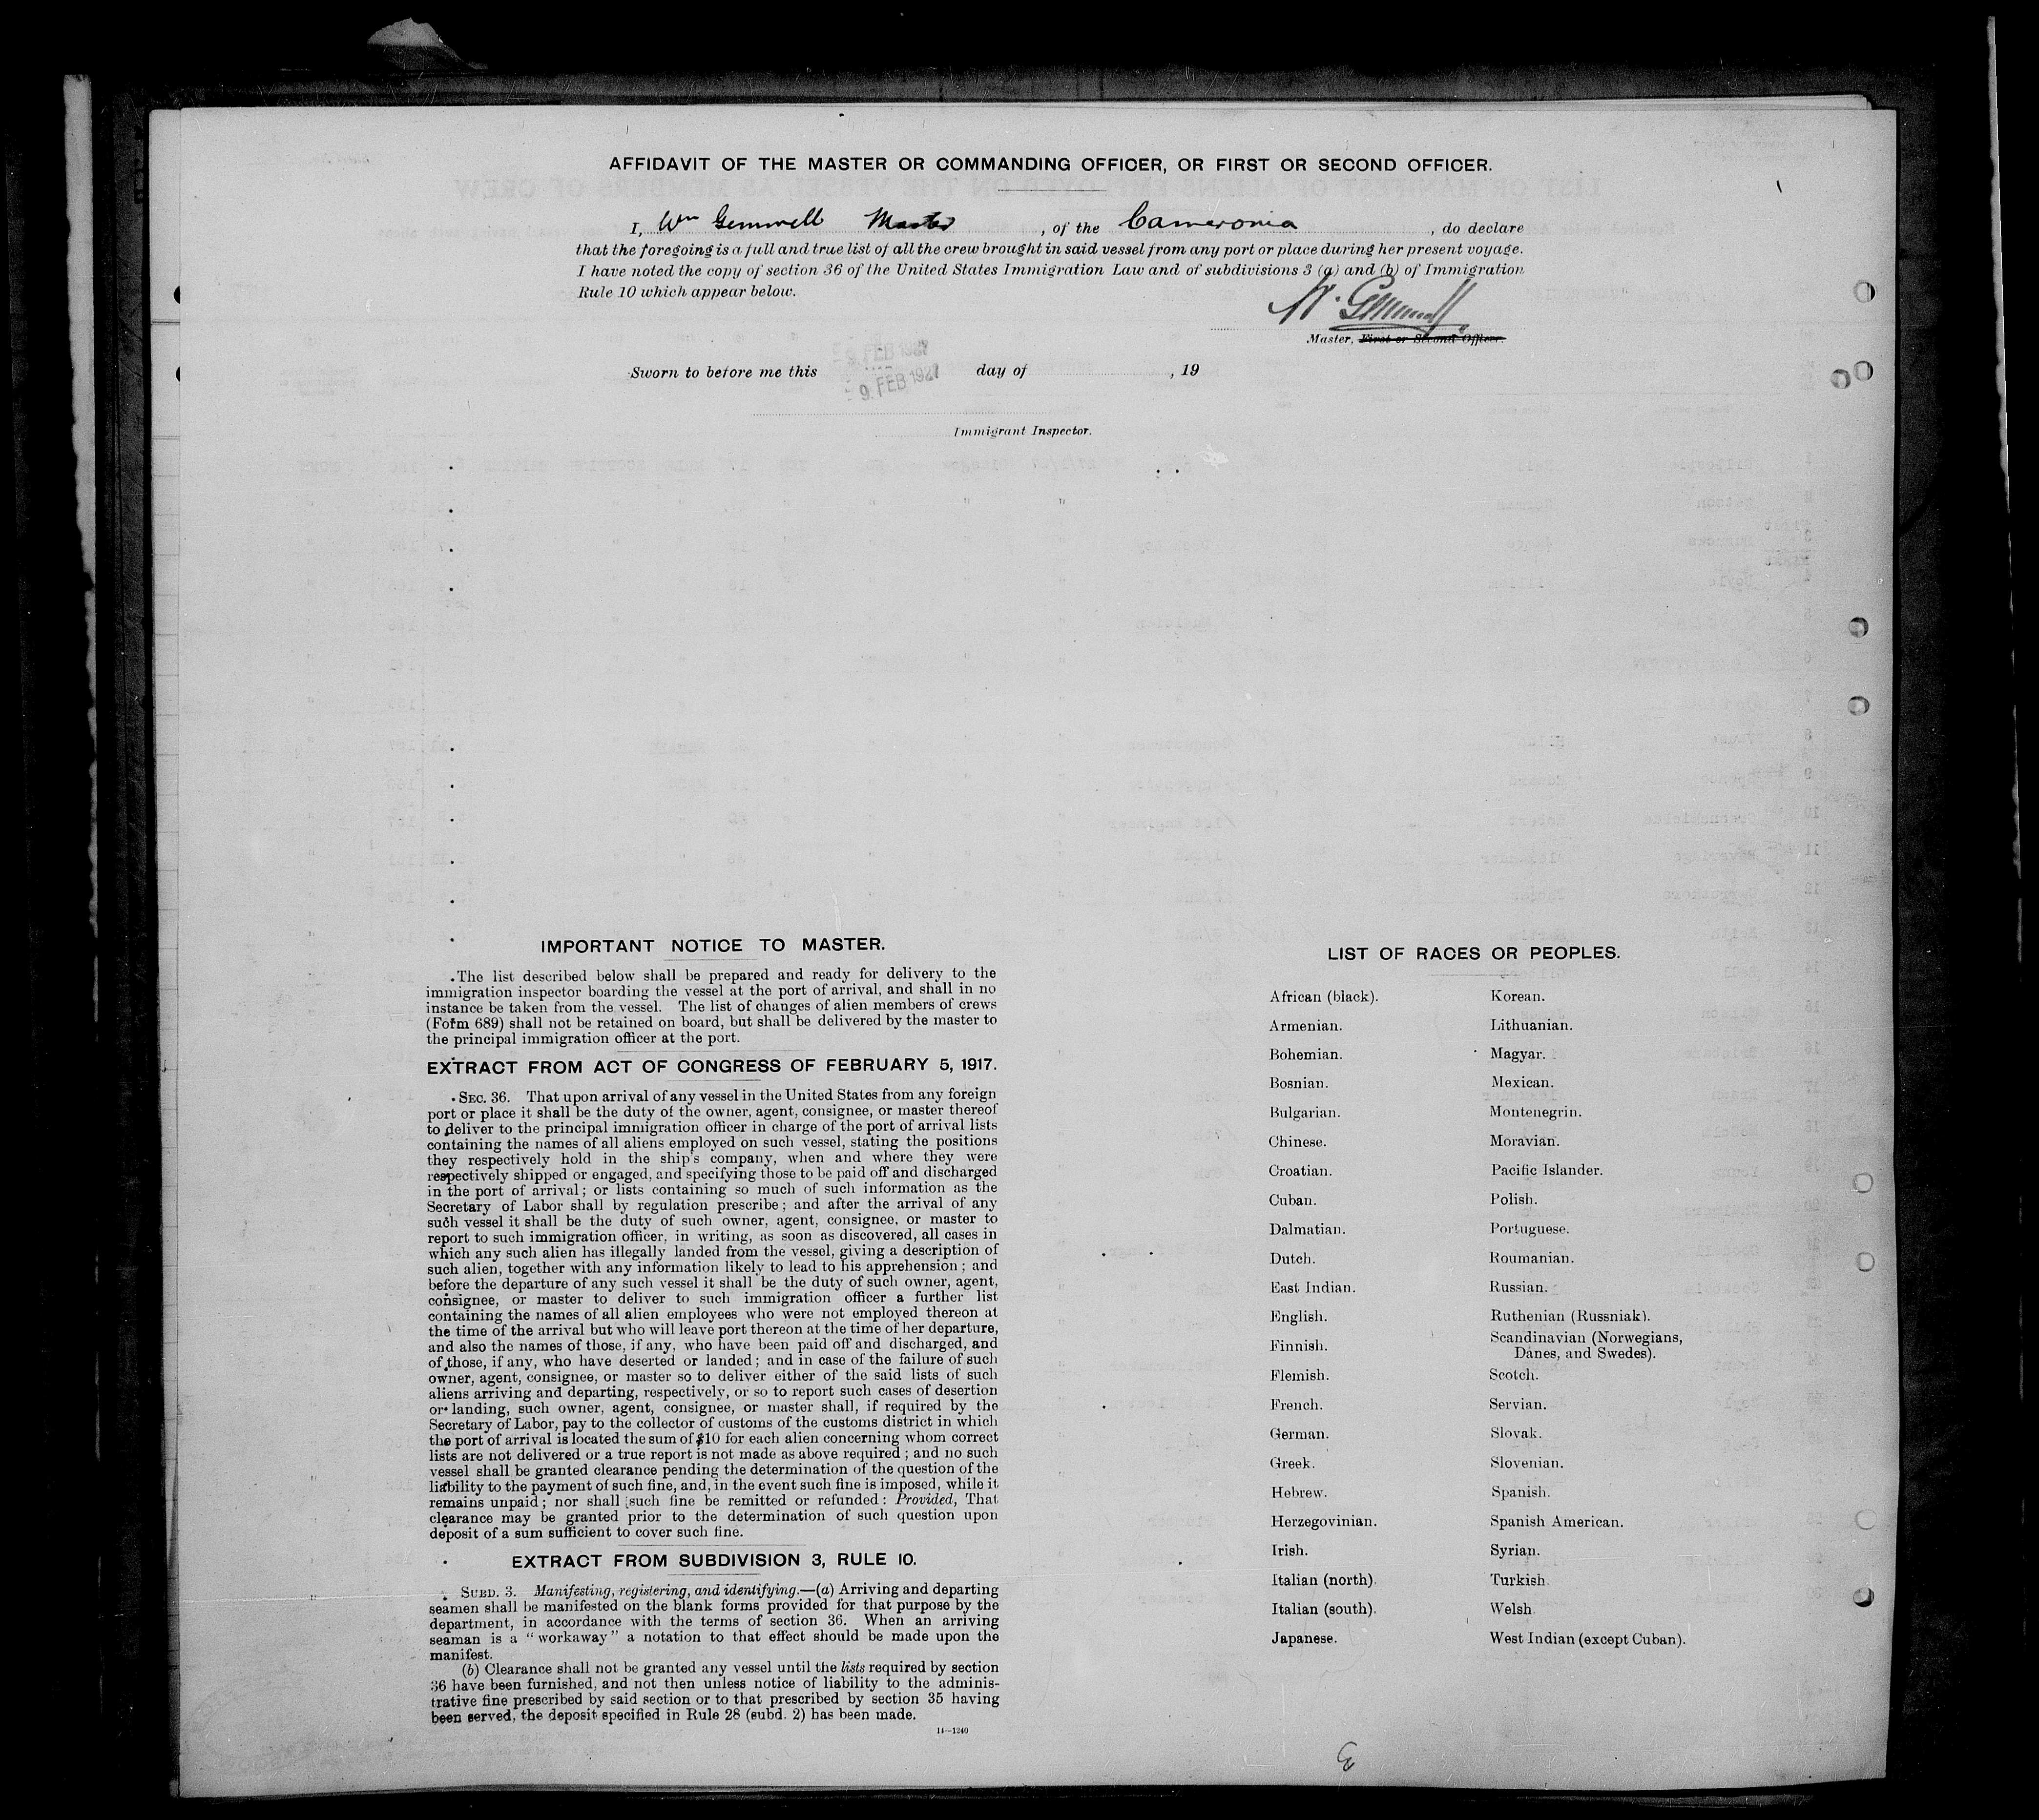 AFFIDAVIT OF THE MASTER OR COMMANDING OFFICER, OR FIRST OR SECOND OFFICER.
I, Wm Gemmell Master, of the Cameronia, do declare
that the foregoing is a full and true list of all the crew brought in said vessel from any port or place during her present voyage.
I have noted the copy of section 36 of the United States Immigration Law and of subdivisions 3 (a) and (b) of Immigration
Rule 10 which appear below.
W. Gemmell
Master, First or Second Officer.
9 FEB 1927
Sworn to before me this day of , 19
9. FEB 1927
Immigrant Inspector.
IMPORTANT NOTICE TO MASTER.
The list described below shall be prepared and ready for delivery to the
immigration inspector boarding the vessel at the port of arrival, and shall in no
instance be taken from the vessel. The list of changes of alien members of crews
(Form 689) shall not be retained on board, but shall be delivered by the master to
the principal immigration officer at the port.
EXTRACT FROM ACT OF CONGRESS OF FEBRUARY 5, 1917.
SEC. 36. That upon arrival of any vessel in the United States from any foreign
port or place it shall be the duty of the owner, agent, consignee, or master thereof
to deliver to the principal immigration officer in charge of the port of arrival lists
containing the names of all aliens employed on such vessel, stating the positions
they respectively hold in the ship's company, when and where they were
respectively shipped or engaged, and specifying those to be paid off and discharged
in the port of arrival; or lists containing so much of such information as the
Secretary of Labor shall by regulation prescribe; and after the arrival of any
such vessel it shall be the duty of such owner, agent, consignee, or master to
report to such immigration officer, in writing, as soon as discovered, all cases in
which any such alien has illegally landed from the vessel, giving a description of
such alien, together with any information likely to lead to his apprehension; and
before the departure of any such vessel it shall be the duty of such owner, agent,
consignee, or master to deliver to such immigration officer a further list
containing the names of all alien employees who were not employed thereon at
the time of the arrival but who will leave port thereon at the time of her departure,
and also the names of those, if any, who have been paid off and discharged, and
of those, if any, who have deserted or landed; and in case of the failure of such
owner, agent, consignee, or master so to deliver either of the said lists of such
aliens arriving and departing, respectively, or so to report such cases of desertion
or landing, such owner, agent, consignee, or master shall, if required by the
Secretary of Labor, pay to the collector of customs of the customs district in which
the port of arrival is located the sum of $10 for each alien concerning whom correct
lists are not delivered or a true report is not made as above required; and no such
vessel shall be granted clearance pending the determination of the question of the
liability to the payment of such fine, and, in the event such fine is imposed, while it
remains unpaid; nor shall such fine be remitted or refunded: Provided, That
clearance may be granted prior to the determination of such question upon
deposit of a sum sufficient to cover such fine.
EXTRACT FROM SUBDIVISION 3, RULE 10.
SUBD. 3. Manifesting, registering, and identifying.—(a) Arriving and departing
seamen shall be manifested on the blank forms provided for that purpose by the
department, in accordance with the terms of section 36. When an arriving
seaman is a "workaway" a notation to that effect should be made upon the
manifest.
(b) Clearance shall not be granted any vessel until the lists required by section
36 have been furnished, and not then unless notice of liability to the adminis-
trative fine prescribed by said section or to that prescribed by section 35 having
been served, the deposit specified in Rule 28 (subd. 2) has been made.
14—1240
LIST OF RACES OR PEOPLES.
African (black).
Armenian.
Bohemian.
Bosnian.
Bulgarian.
Chinese.
Croatian.
Cuban.
Dalmatian.
Dutch.
East Indian.
English.
Finnish.
Flemish.
French.
German.
Greek.
Hebrew.
Herzegovinian.
Irish.
Italian (north).
Italian (south).
Japanese.
Korean.
Lithuanian.
Magyar.
Mexican.
Montenegrin.
Moravian.
Pacific Islander.
Polish.
Portuguese.
Roumanian.
Russian.
Ruthenian (Russniak).
Scandinavian (Norwegians,
Danes, and Swedes).
Scotch.
Servian.
Slovak.
Slovenian.
Spanish.
Spanish American.
Syrian.
Turkish.
Welsh.
West Indian (except Cuban).